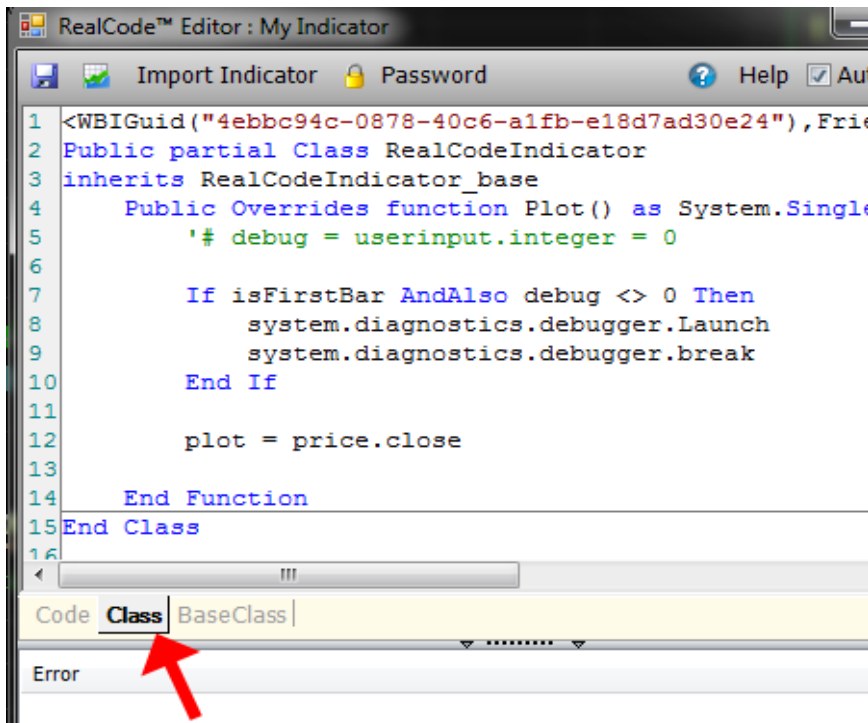 RealCode™ Editor : My Indicator
Import Indicator Password Help
1 <WBIGuid("4ebbc94c-0878-40c6-a1fb-e18d7ad30e24"),Frie
2 Public partial Class RealCodeIndicator
3 inherits RealCodeIndicator_base
4 Public Overrides function Plot() as System.Single
5 '# debug = userinput.integer = 0
6
7 If isFirstBar AndAlso debug <> 0 Then
8 system.diagnostics.debugger.Launch
9 system.diagnostics.debugger.break
10 End If
11
12 plot = price.close
13
14 End Function
15 End Class
16
Code Class BaseClass
Error